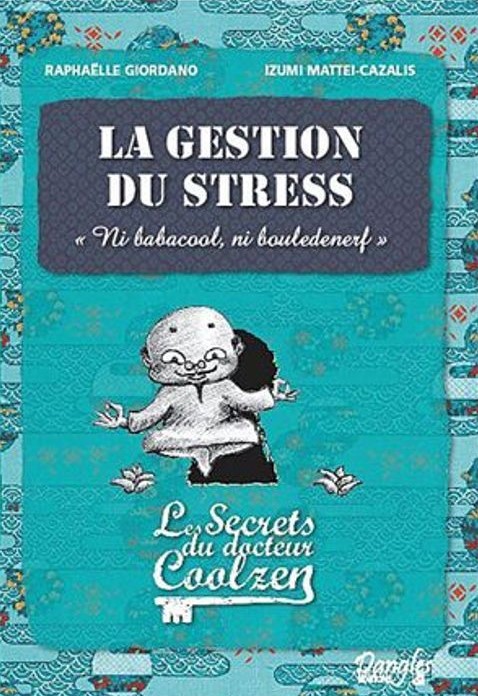 RAPHAËLLE GIORDANO IZUMI MATTEI-CAZALIS
LA GESTION
DU STRESS
« Ni babacool, ni bouledenerf »
Les Secrets
du docteur
Coolzen
Dangles
ÉDITIONS